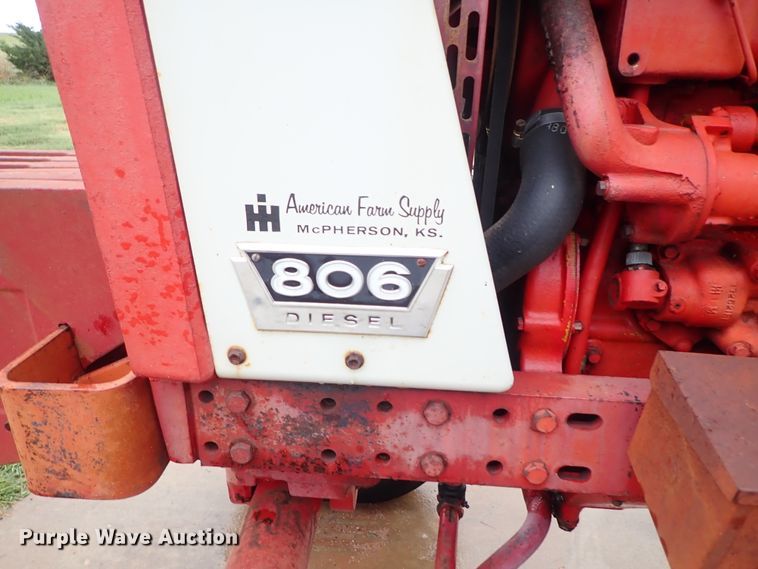 IH American Farm Supply
McPHERSON, KS.
806
DIESEL
Purple Wave Auction